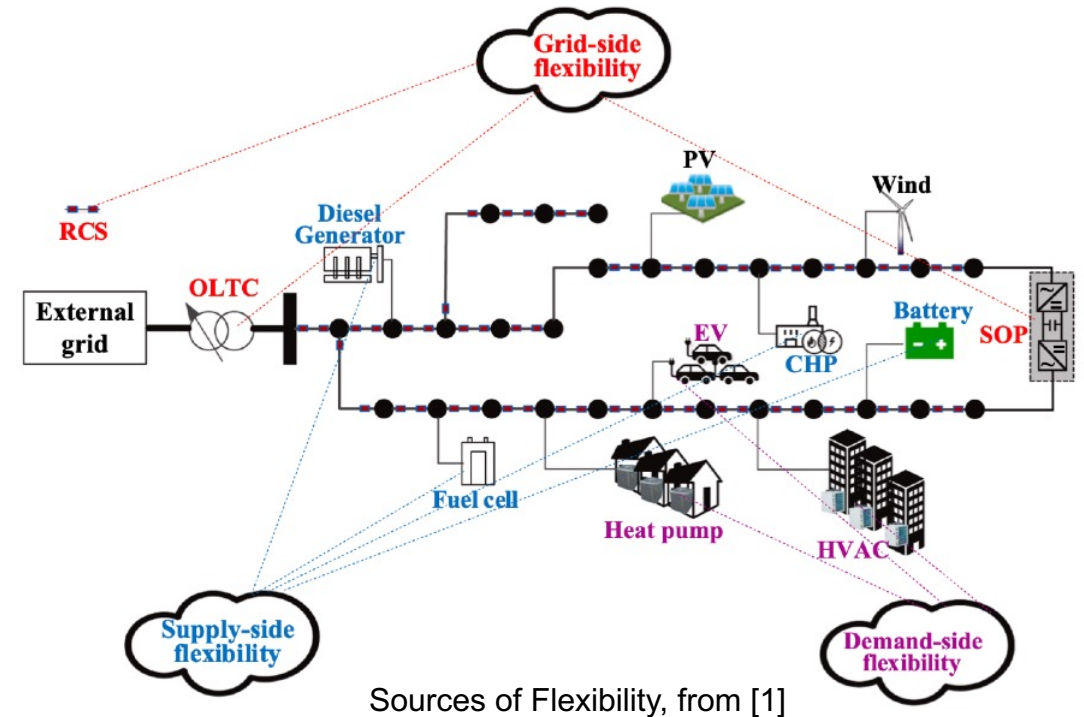 Grid-side
flexibility
PV
Wind
RCS
Diesel
Generator
OLTC
External
grid
EV
CHP
Battery
SOP
Fuel cell
Heat pump
HVAC
Supply-side
flexibility
Demand-side
flexibility
Sources of Flexibility, from [1]